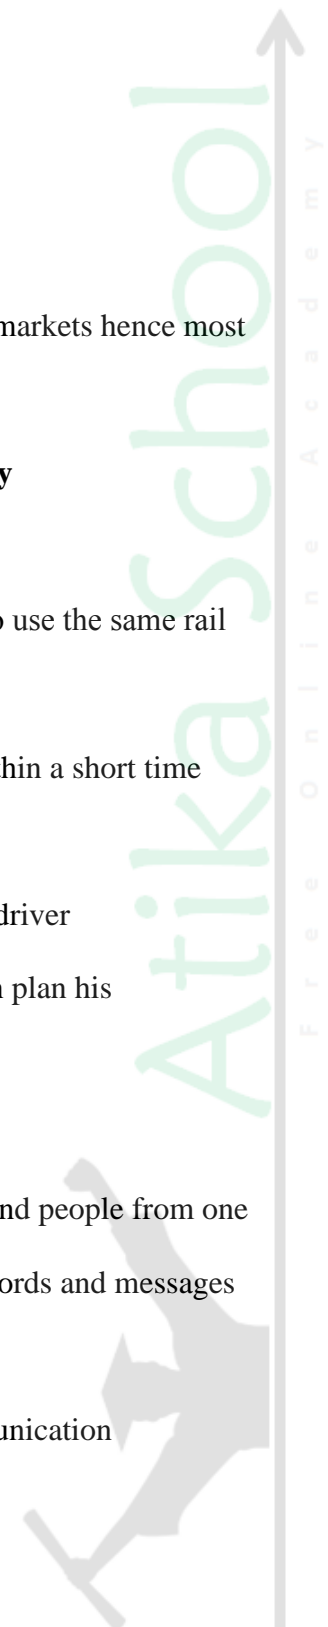 markets hence most
y
use the same rail
thin a short time
driver
plan his
nd people from one
ords and messages
unication
Atika School
Free Online Academy